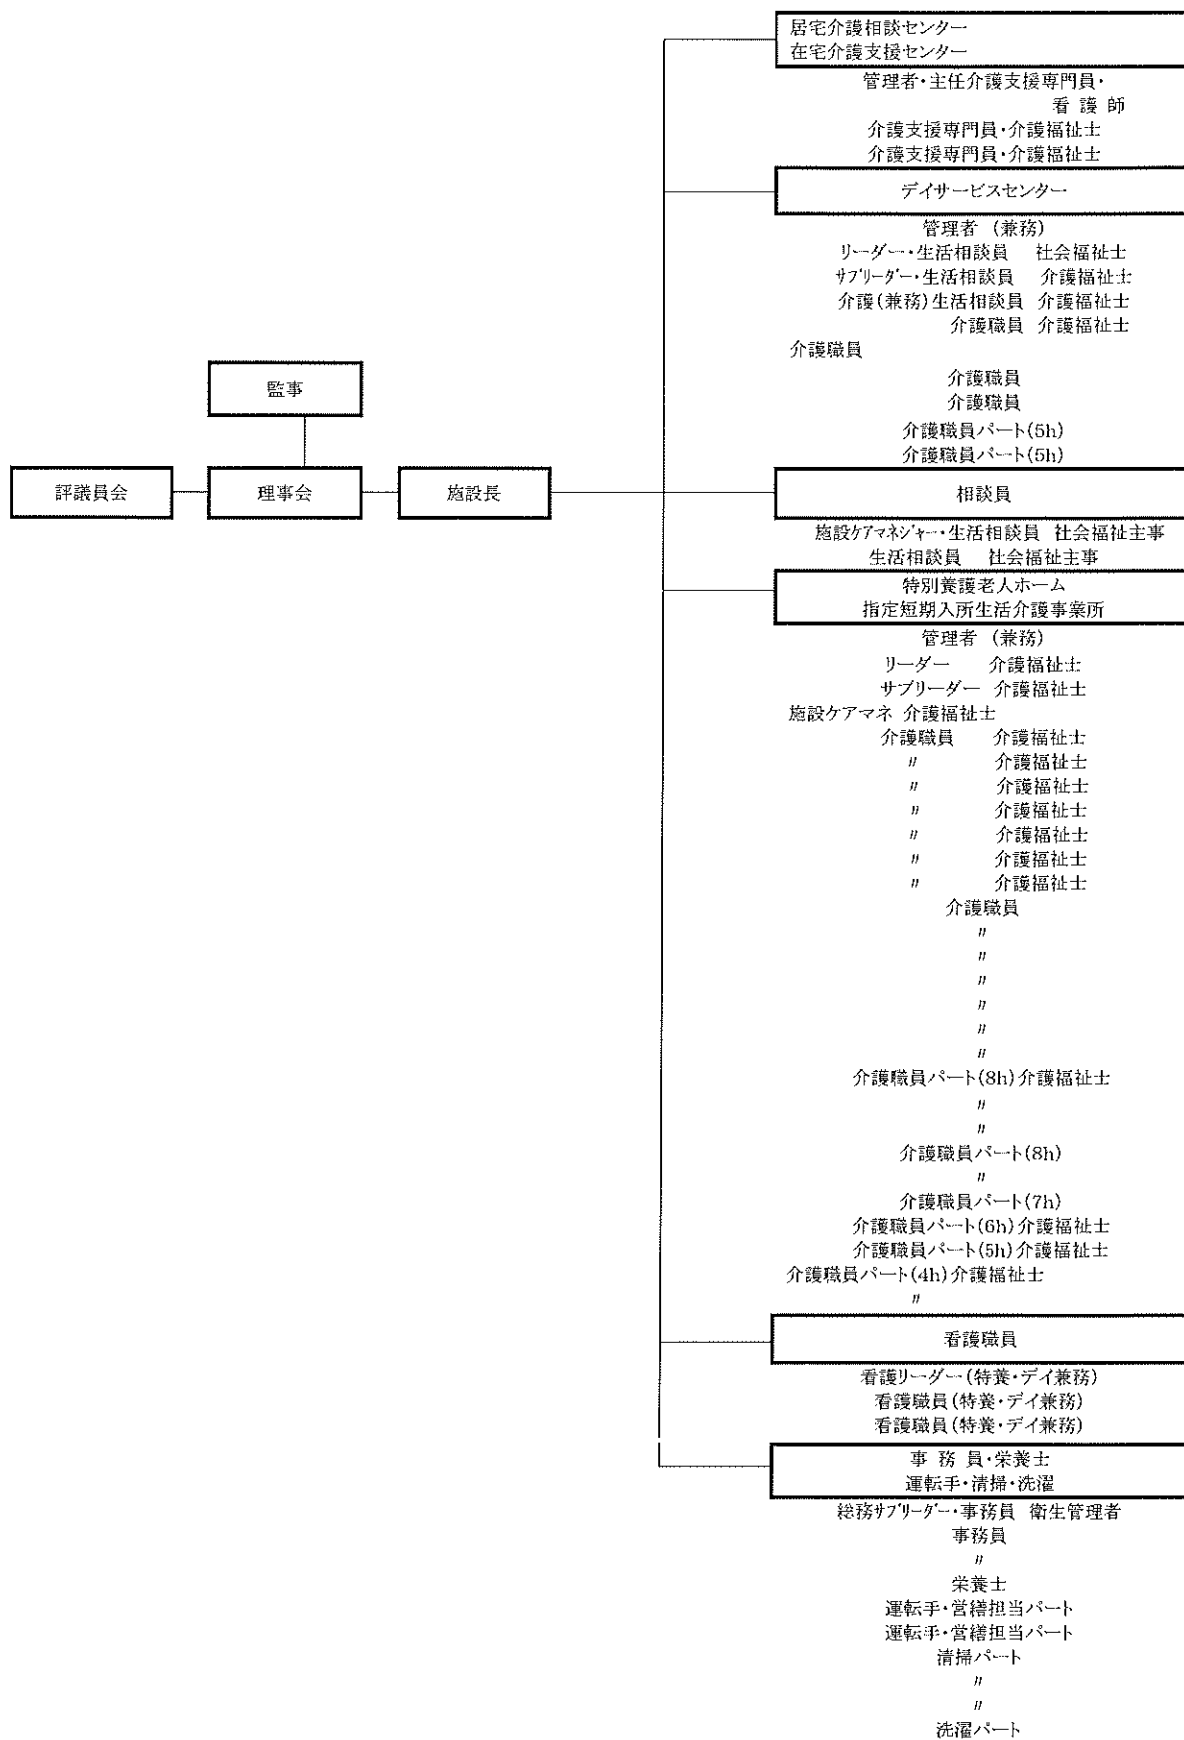 居宅介護相談センター
在宅介護支援センター
管理者・主任介護支援専門員・
看 護 師
介護支援専門員・介護福祉士
介護支援専門員・介護福祉士
デイサービスセンター
管理者 (兼務)
リーダー・生活相談員 社会福祉士
サブリーダー・生活相談員 介護福祉士
介護(兼務)生活相談員 介護福祉士
介護職員 介護福祉士
介護職員
介護職員
介護職員
介護職員パート(5h)
介護職員パート(5h)
監事
評議員会 理事会 施設長 相談員
施設ケアマネジャー・生活相談員 社会福祉主事
生活相談員 社会福祉主事
特別養護老人ホーム
指定短期入所生活介護事業所
管理者 (兼務)
リーダー 介護福祉士
サブリーダー 介護福祉士
施設ケアマネ 介護福祉士
介護職員 介護福祉士
〃 介護福祉士
〃 介護福祉士
〃 介護福祉士
〃 介護福祉士
〃 介護福祉士
〃 介護福祉士
介護職員
〃
〃
〃
〃
〃
〃
介護職員パート(8h)介護福祉士
〃
〃
介護職員パート(8h)
〃
介護職員パート(7h)
介護職員パート(6h)介護福祉士
介護職員パート(5h)介護福祉士
介護職員パート(4h)介護福祉士
〃
看護職員
看護リーダー(特養・デイ兼務)
看護職員(特養・デイ兼務)
看護職員(特養・デイ兼務)
事 務 員・栄養士
運転手・清掃・洗濯
総務サブリーダー・事務員 衛生管理者
事務員
〃
栄養士
運転手・営繕担当パート
運転手・営繕担当パート
清掃パート
〃
〃
洗濯パート